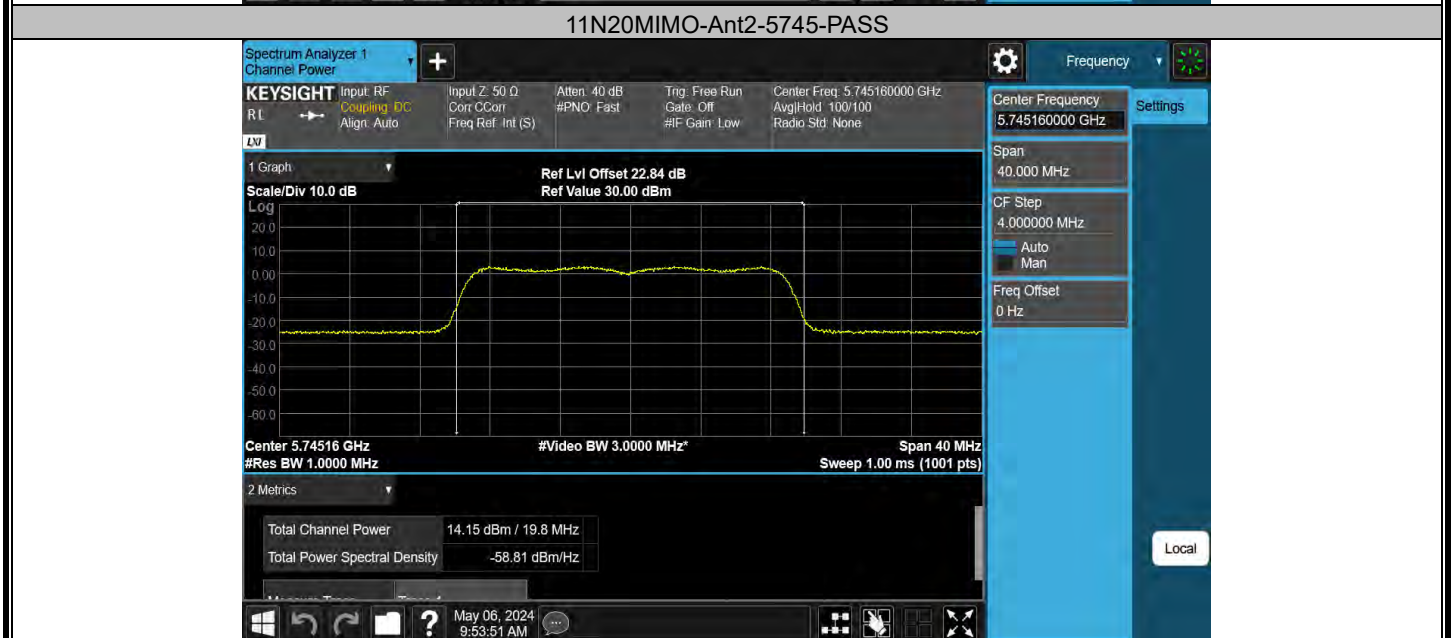 11N20MIMO-Ant2-5745-PASS
Spectrum Analyzer 1
Channel Power
Frequency
KEYSIGHT
RL
LXI
Input: RF
Coupling: DC
Align: Auto
Input Z: 50 Ω
Corr CCorr
Freq Ref: Int (S)
Atten: 40 dB
#PNO: Fast
Trig: Free Run
Gate: Off
#IF Gain: Low
Center Freq: 5.745160000 GHz
Avg|Hold: 100/100
Radio Std: None
Center Frequency
5.745160000 GHz
Settings
Span
40.000 MHz
CF Step
4.000000 MHz
Auto
Man
Freq Offset
0 Hz
1 Graph
Ref Lvl Offset 22.84 dB
Scale/Div 10.0 dB
Ref Value 30.00 dBm
Log
20.0
10.0
0.00
-10.0
-20.0
-30.0
-40.0
-50.0
-60.0
Center 5.74516 GHz
#Video BW 3.0000 MHz*
Span 40 MHz
#Res BW 1.0000 MHz
Sweep 1.00 ms (1001 pts)
2 Metrics
Total Channel Power 14.15 dBm / 19.8 MHz
Total Power Spectral Density -58.81 dBm/Hz
Local
May 06, 2024
9:53:51 AM